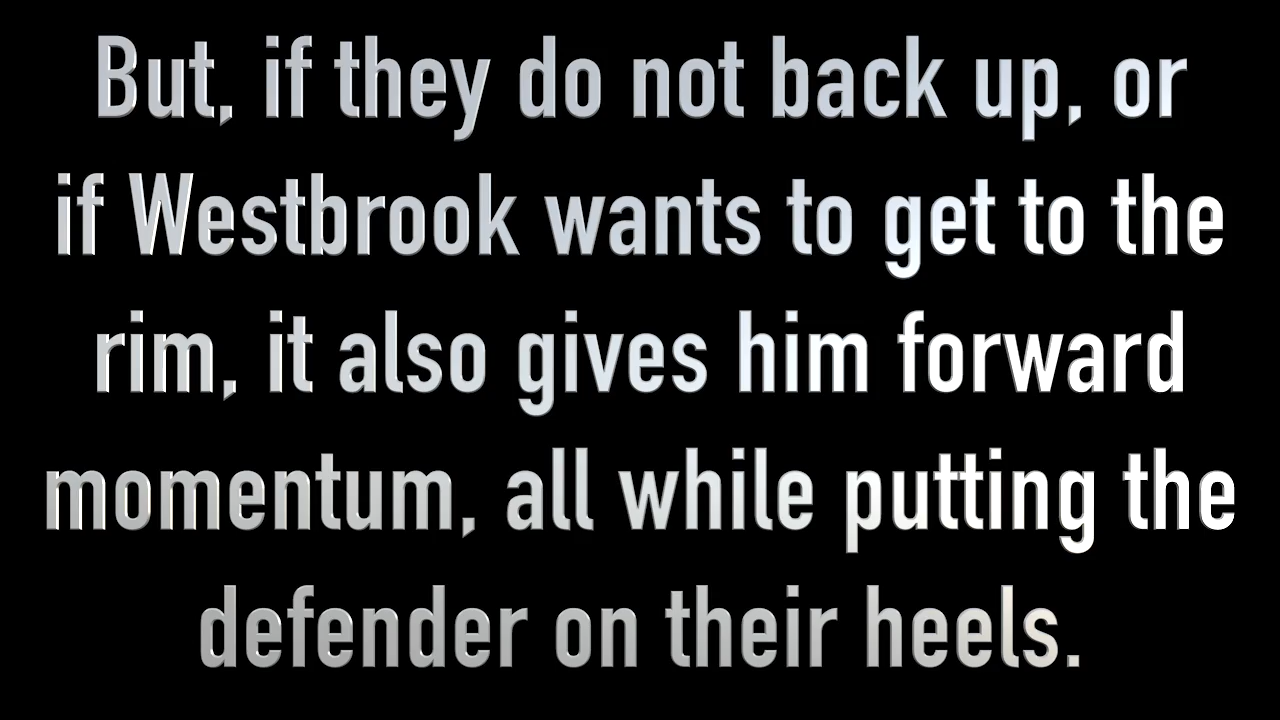 But, if they do not back up, or
if Westbrook wants to get to the
rim, it also gives him forward
momentum, all while putting the
defender on their heels.